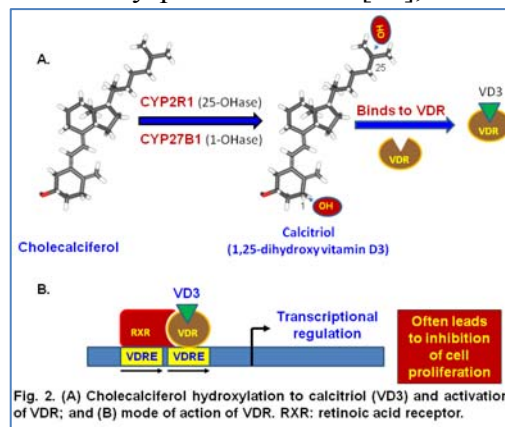 A.
HO
25
CYP2R1 (25-OHase)
CYP27B1 (1-OHase)
Binds to VDR
VD3
VDR
VDR
1
OH
Cholecalciferol
Calcitriol
(1,25-dihydroxy vitamin D3)
B.
VD3
RXR
VDR
VDRE
VDRE
Transcriptional
regulation
Often leads
to inhibition
of cell
proliferation
Fig. 2. (A) Cholecalciferol hydroxylation to calcitriol (VD3) and activation
of VDR; and (B) mode of action of VDR. RXR: retinoic acid receptor.